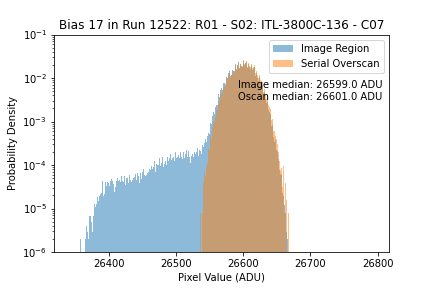 Bias 17 in Run 12522: R01 - S02: ITL-3800C-136 - C07
Image Region
Serial Overscan
Image median: 26599.0 ADU
Oscan median: 26601.0 ADU
Probability Density
10⁻¹
10⁻²
10⁻³
10⁻⁴
10⁻⁵
10⁻⁶
26400 26500 26600 26700 26800
Pixel Value (ADU)